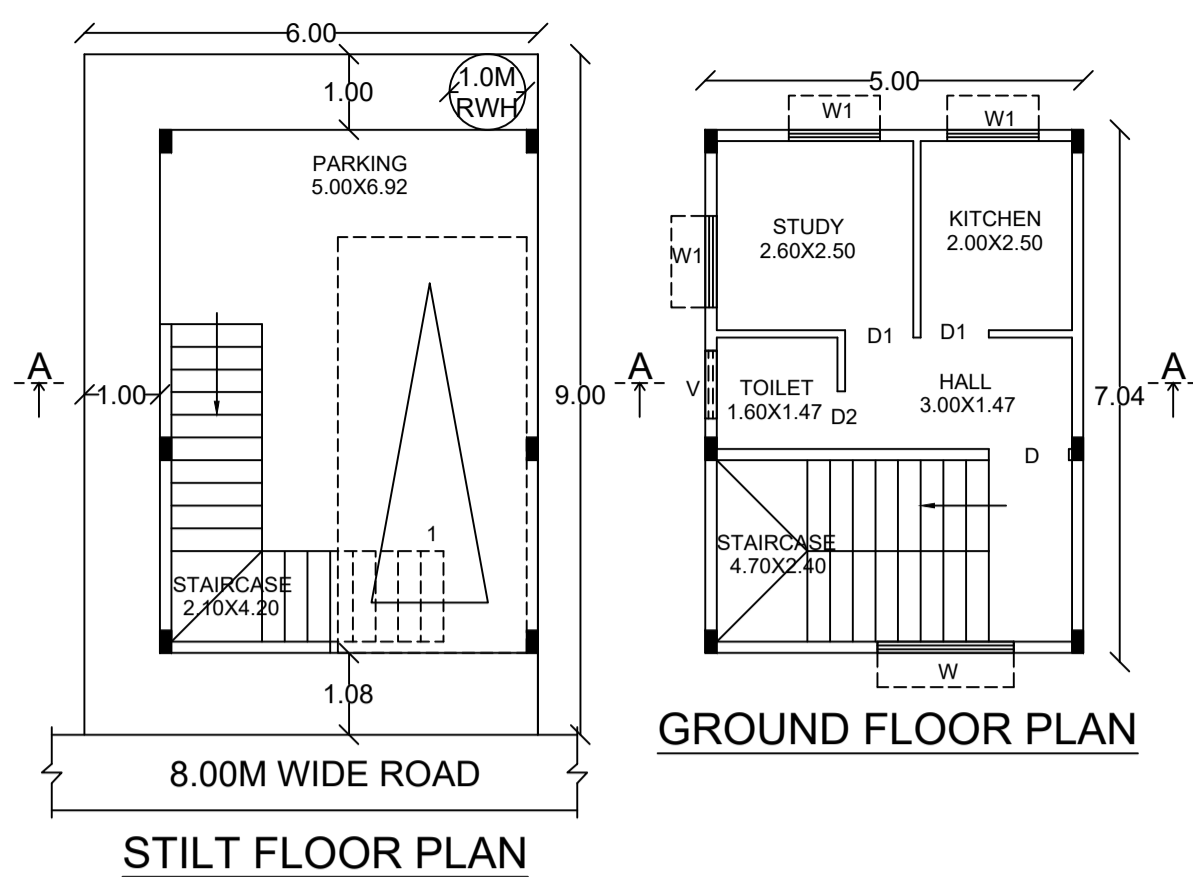 6.00
1.00
1.0M
RWH
PARKING
5.00X6.92
A
1.00
9.00
1
STAIRCASE
2.10X4.20
1.08
8.00M WIDE ROAD
STILT FLOOR PLAN
5.00
W1
W1
STUDY
2.60X2.50
KITCHEN
2.00X2.50
W1
D1
D1
A
A
V
TOILET
1.60X1.47
HALL
3.00X1.47
7.04
D2
D
STAIRCASE
4.70X2.40
W
GROUND FLOOR PLAN